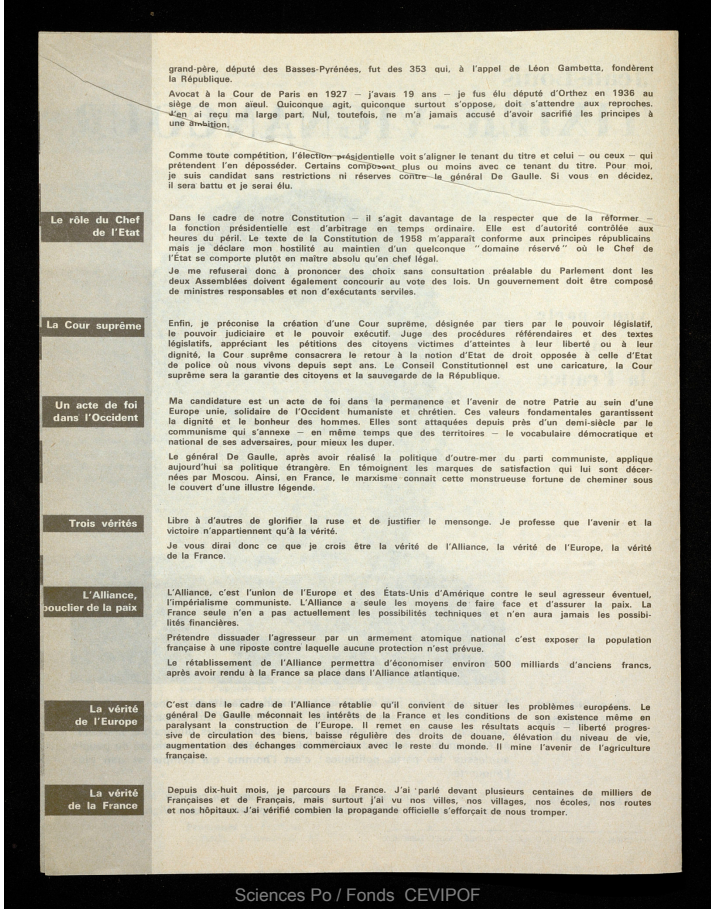 grand-père, député des Basses-Pyrénées, fut des 353 qui, à l'appel de Léon Gambetta, fondèrent
la République.
Avocat à la Cour de Paris en 1927 — j'avais 19 ans — je fus élu député d'Orthez en 1936 au
siège de mon aieul. Quiconque agit, quiconque surtout s'oppose, doit s'attendre aux reproches.
J'en ai reçu ma large part. Nul, toutefois, ne m'a jamais accusé d'avoir sacrifié les principes à
une ambition.
Comme toute compétition, l'élection présidentielle voit s'aligner le tenant du titre et celui — ou ceux — qui
prétendent l'en déposséder. Certains composent plus ou moins avec ce tenant du titre. Pour moi,
je suis candidat sans restrictions ni réserves contre le général De Gaulle. Si vous en décidez,
il sera battu et je serai élu.
Le rôle du Chef
de l'Etat
Dans le cadre de notre Constitution — il s'agit davantage de la respecter que de la réformer —
la fonction présidentielle est d'arbitrage en temps ordinaire. Elle est d'autorité contrôlée aux
heures du péril. Le texte de la Constitution de 1958 m'apparaît conforme aux principes républicains
mais je déclare mon hostilité au maintien d'un quelconque "domaine réservé" où le Chef de
l'État se comporte plutôt en maître absolu qu'en chef légal.
Je me refuserai donc à prononcer des choix sans consultation préalable du Parlement dont les
deux Assemblées doivent également concourir au vote des lois. Un gouvernement doit être composé
de ministres responsables et non d'exécutants serviles.
La Cour suprême
Enfin, je préconise la création d'une Cour suprême, désignée par tiers par le pouvoir législatif,
le pouvoir judiciaire et le pouvoir exécutif. Juge des procédures référendaires et des textes
législatifs, appréciant les pétitions des citoyens victimes d'atteintes à leur liberté ou à leur
dignité, la Cour suprême consacrera le retour à la notion d'Etat de droit opposée à celle d'Etat
de police où nous vivons depuis sept ans. Le Conseil Constitutionnel est une caricature, la Cour
suprême sera la garantie des citoyens et la sauvegarde de la République.
Un acte de foi
dans l'Occident
Ma candidature est un acte de foi dans la permanence et l'avenir de notre Patrie au sein d'une
Europe unie, solidaire de l'Occident humaniste et chrétien. Ces valeurs fondamentales garantissent
la dignité et le bonheur des hommes. Elles sont attaquées depuis près d'un demi-siècle par le
communisme qui s'annexe — en même temps que des territoires — le vocabulaire démocratique et
national de ses adversaires, pour mieux les duper.
Le général De Gaulle, après avoir réalisé la politique d'outre-mer du parti communiste, applique
aujourd'hui sa politique étrangère. En témoignent les marques de satisfaction qui lui sont décer-
nées par Moscou. Ainsi, en France, le marxisme connait cette monstrueuse fortune de cheminer sous
le couvert d'une illustre légende.
Trois vérités
Libre à d'autres de glorifier la ruse et de justifier le mensonge. Je professe que l'avenir et la
victoire n'appartiennent qu'à la vérité.
Je vous dirai donc ce que je crois être la vérité de l'Alliance, la vérité de l'Europe, la vérité
de la France.
L'Alliance,
bouclier de la paix
L'Alliance, c'est l'union de l'Europe et des États-Unis d'Amérique contre le seul agresseur éventuel,
l'impérialisme communiste. L'Alliance a seule les moyens de faire face et d'assurer la paix. La
France seule n'en a pas actuellement les possibilités techniques et n'en aura jamais les possibi-
lités financières.
Prétendre dissuader l'agresseur par un armement atomique national c'est exposer la population
française à une riposte contre laquelle aucune protection n'est prévue.
Le rétablissement de l'Alliance permettra d'économiser environ 500 milliards d'anciens francs,
après avoir rendu à la France sa place dans l'Alliance atlantique.
La vérité
de l'Europe
C'est dans le cadre de l'Alliance rétablie qu'il convient de situer les problèmes européens. Le
général De Gaulle méconnait les intérêts de la France et les conditions de son existence même en
paralysant la construction de l'Europe. Il remet en cause les résultats acquis — liberté progres-
sive de circulation des biens, baisse régulière des droits de douane, élévation du niveau de vie,
augmentation des échanges commerciaux avec le reste du monde. Il mine l'avenir de l'agriculture
française.
La vérité
de la France
Depuis dix-huit mois, je parcours la France. J'ai parlé devant plusieurs centaines de milliers de
Françaises et de Français, mais surtout j'ai vu nos villes, nos villages, nos écoles, nos routes
et nos hôpitaux. J'ai vérifié combien la propagande officielle s'efforçait de nous tromper.
Sciences Po / Fonds CEVIPOF